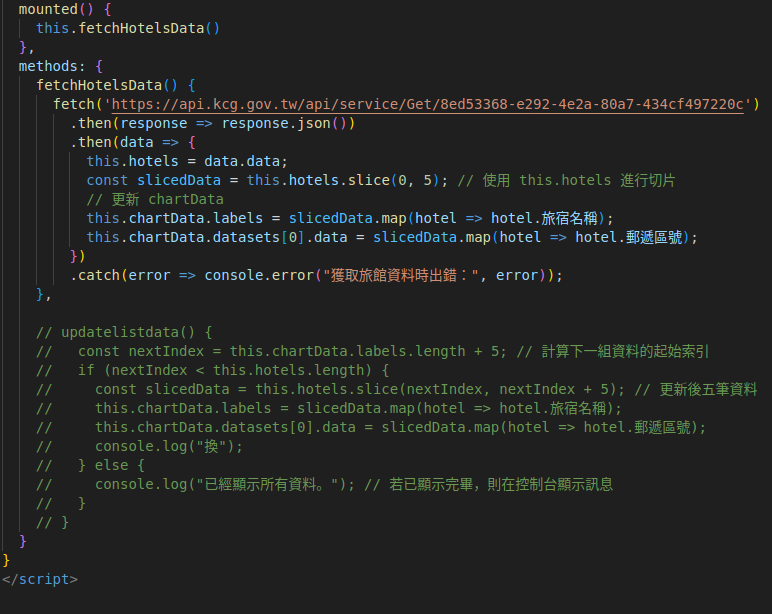 mounted() {
this.fetchHotelsData()
},
methods: {
fetchHotelsData() {
fetch('https://api.kcg.gov.tw/api/service/Get/8ed53368-e292-4e2a-80a7-434cf497220c')
.then(response => response.json())
.then(data => {
this.hotels = data.data;
const slicedData = this.hotels.slice(0, 5); // 使用 this.hotels 進行切片
// 更新 chartData
this.chartData.labels = slicedData.map(hotel => hotel.旅宿名稱);
this.chartData.datasets[0].data = slicedData.map(hotel => hotel.郵遞區號);
})
.catch(error => console.error("獲取旅館資料時出錯：", error));
},
// updatelistdata() {
//   const nextIndex = this.chartData.labels.length + 5; // 計算下一組資料的起始索引
//   if (nextIndex < this.hotels.length) {
//     const slicedData = this.hotels.slice(nextIndex, nextIndex + 5); // 更新後五筆資料
//     this.chartData.labels = slicedData.map(hotel => hotel.旅宿名稱);
//     this.chartData.datasets[0].data = slicedData.map(hotel => hotel.郵遞區號);
//     console.log("換");
//   } else {
//     console.log("已經顯示所有資料。"); // 若已顯示完畢，則在控制台顯示訊息
//   }
// }
}
}
</script>